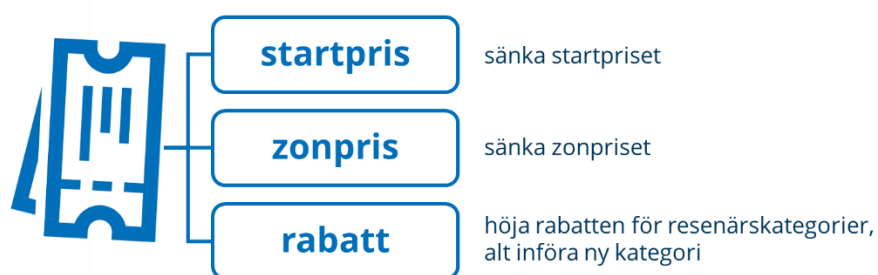 startpris
sänka startpriset
zonpris
sänka zonpriset
rabatt
höja rabatten för resenärskategorier,
alt införa ny kategori